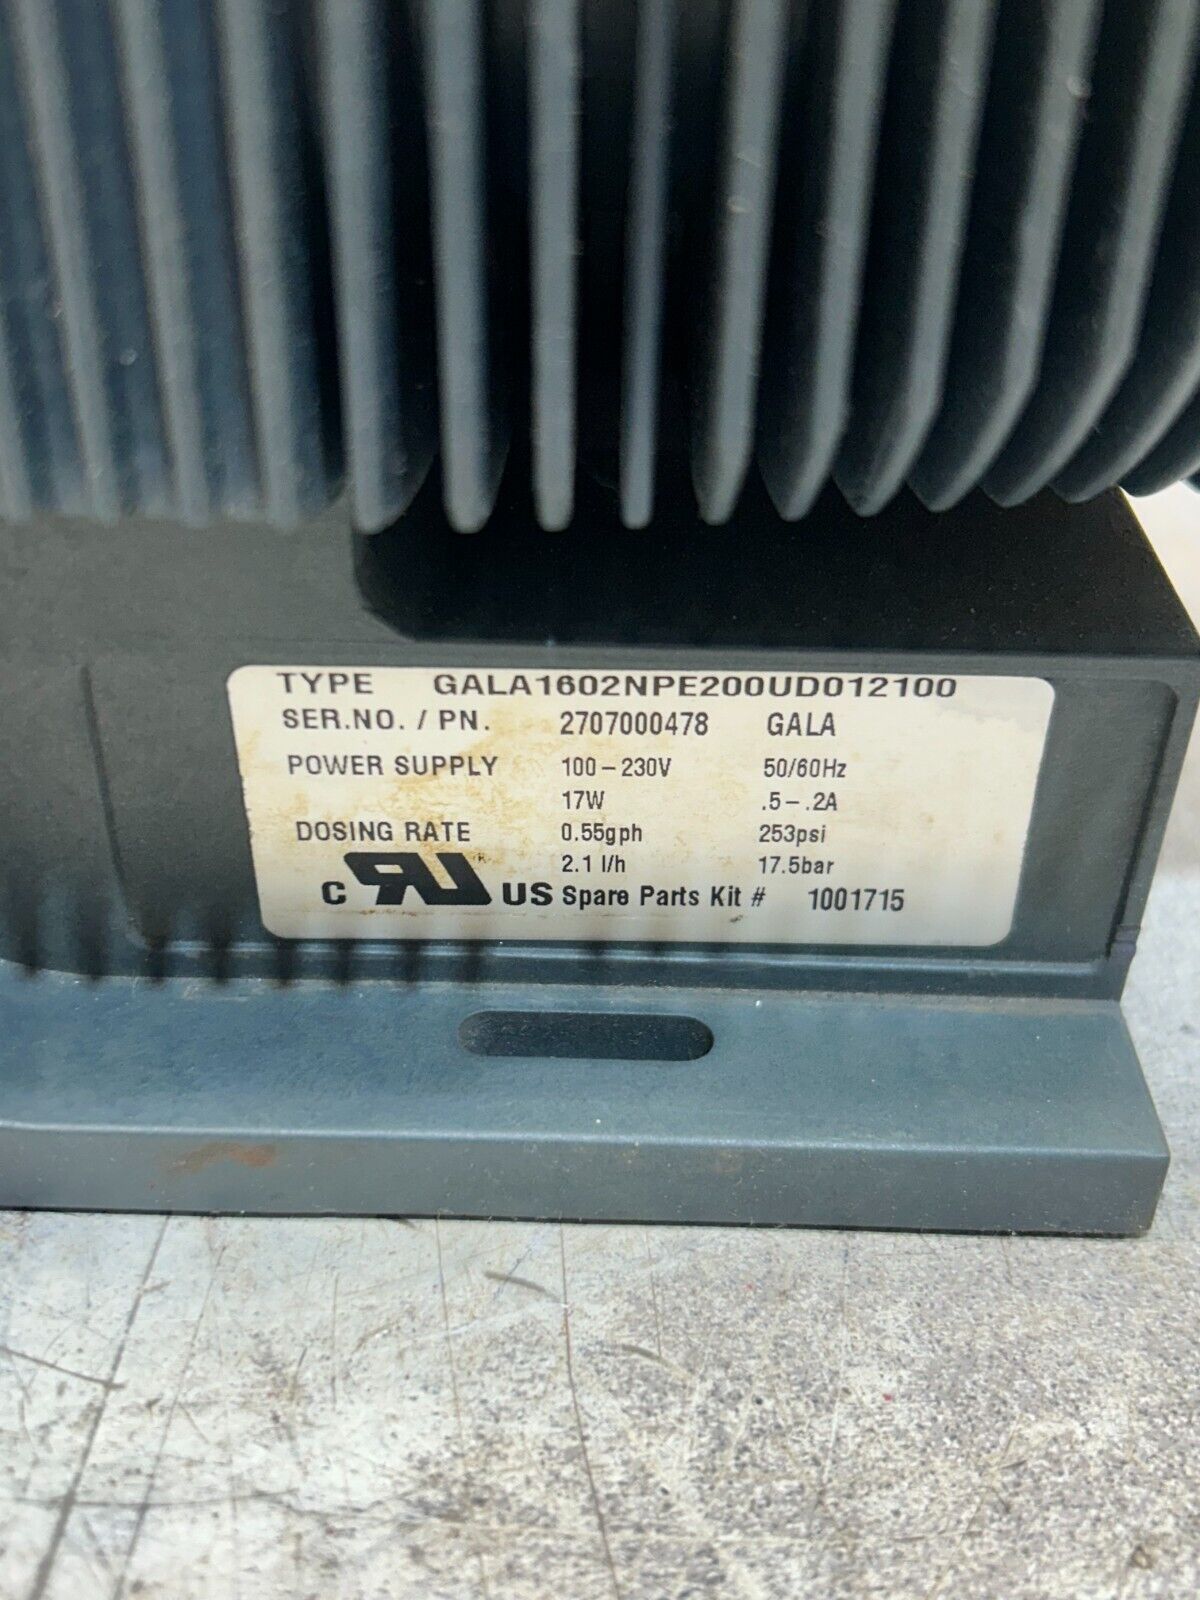 TYPE GALA1602NPE200UD012100
SER.NO. / PN. 2707000478 GALA
POWER SUPPLY 100-230V 50/60Hz
17W .5-.2A
DOSING RATE 0.55gph 253psi
2.1 l/h 17.5bar
C RU ® US Spare Parts Kit # 1001715